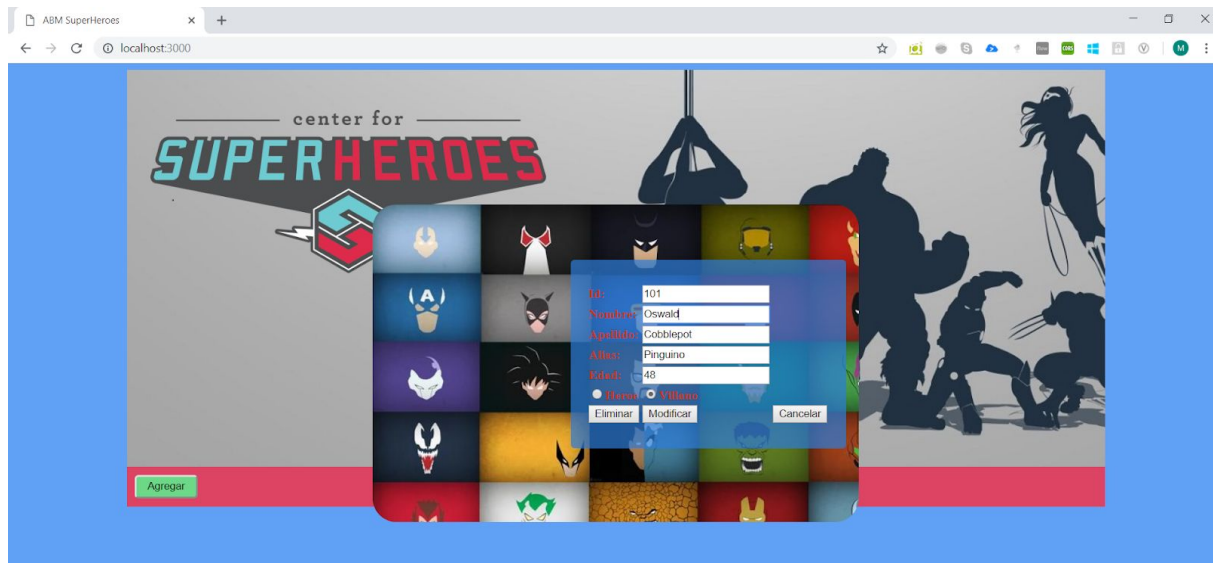 ABM SuperHeroes
localhost:3000
M
center for
SUPERHEROES
S
A
Id: 101
Nombre: Oswald
Apellido: Cobblepot
Alias: Pinguino
Edad: 48
Heroe Villano
Eliminar Modificar Cancelar
Agregar